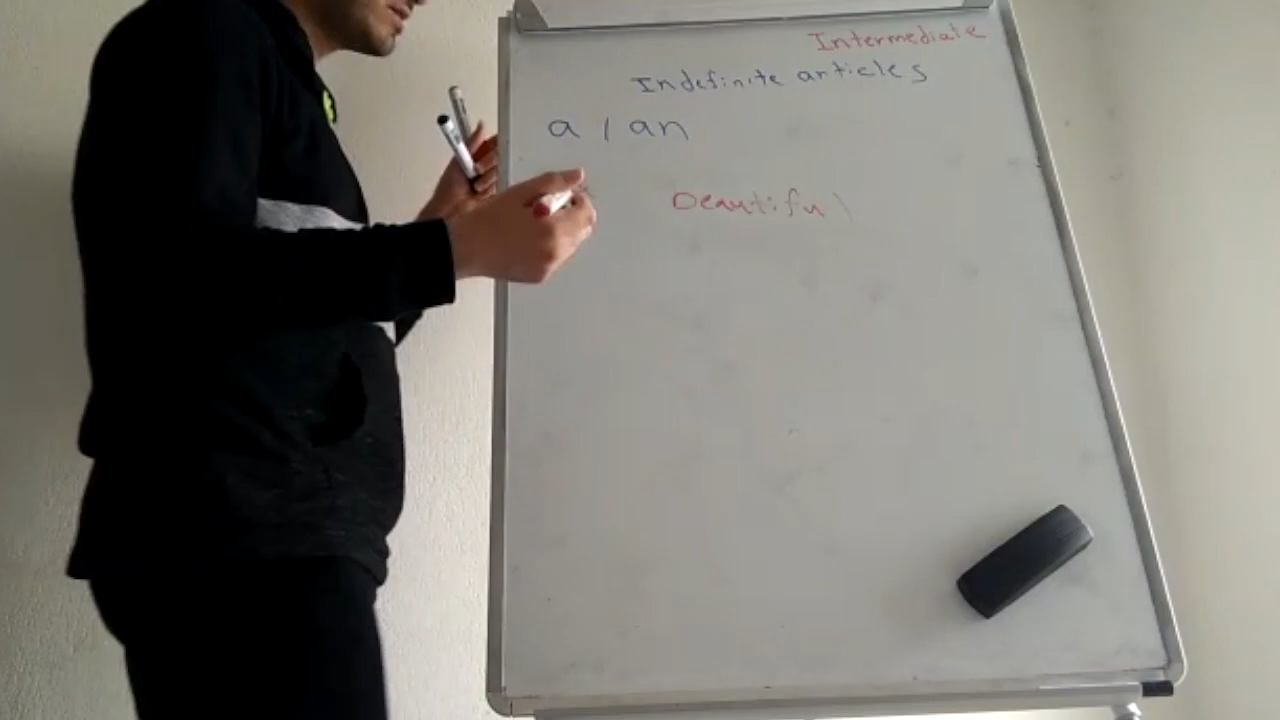 Intermediate
Indefinite articles
a / an
beautiful